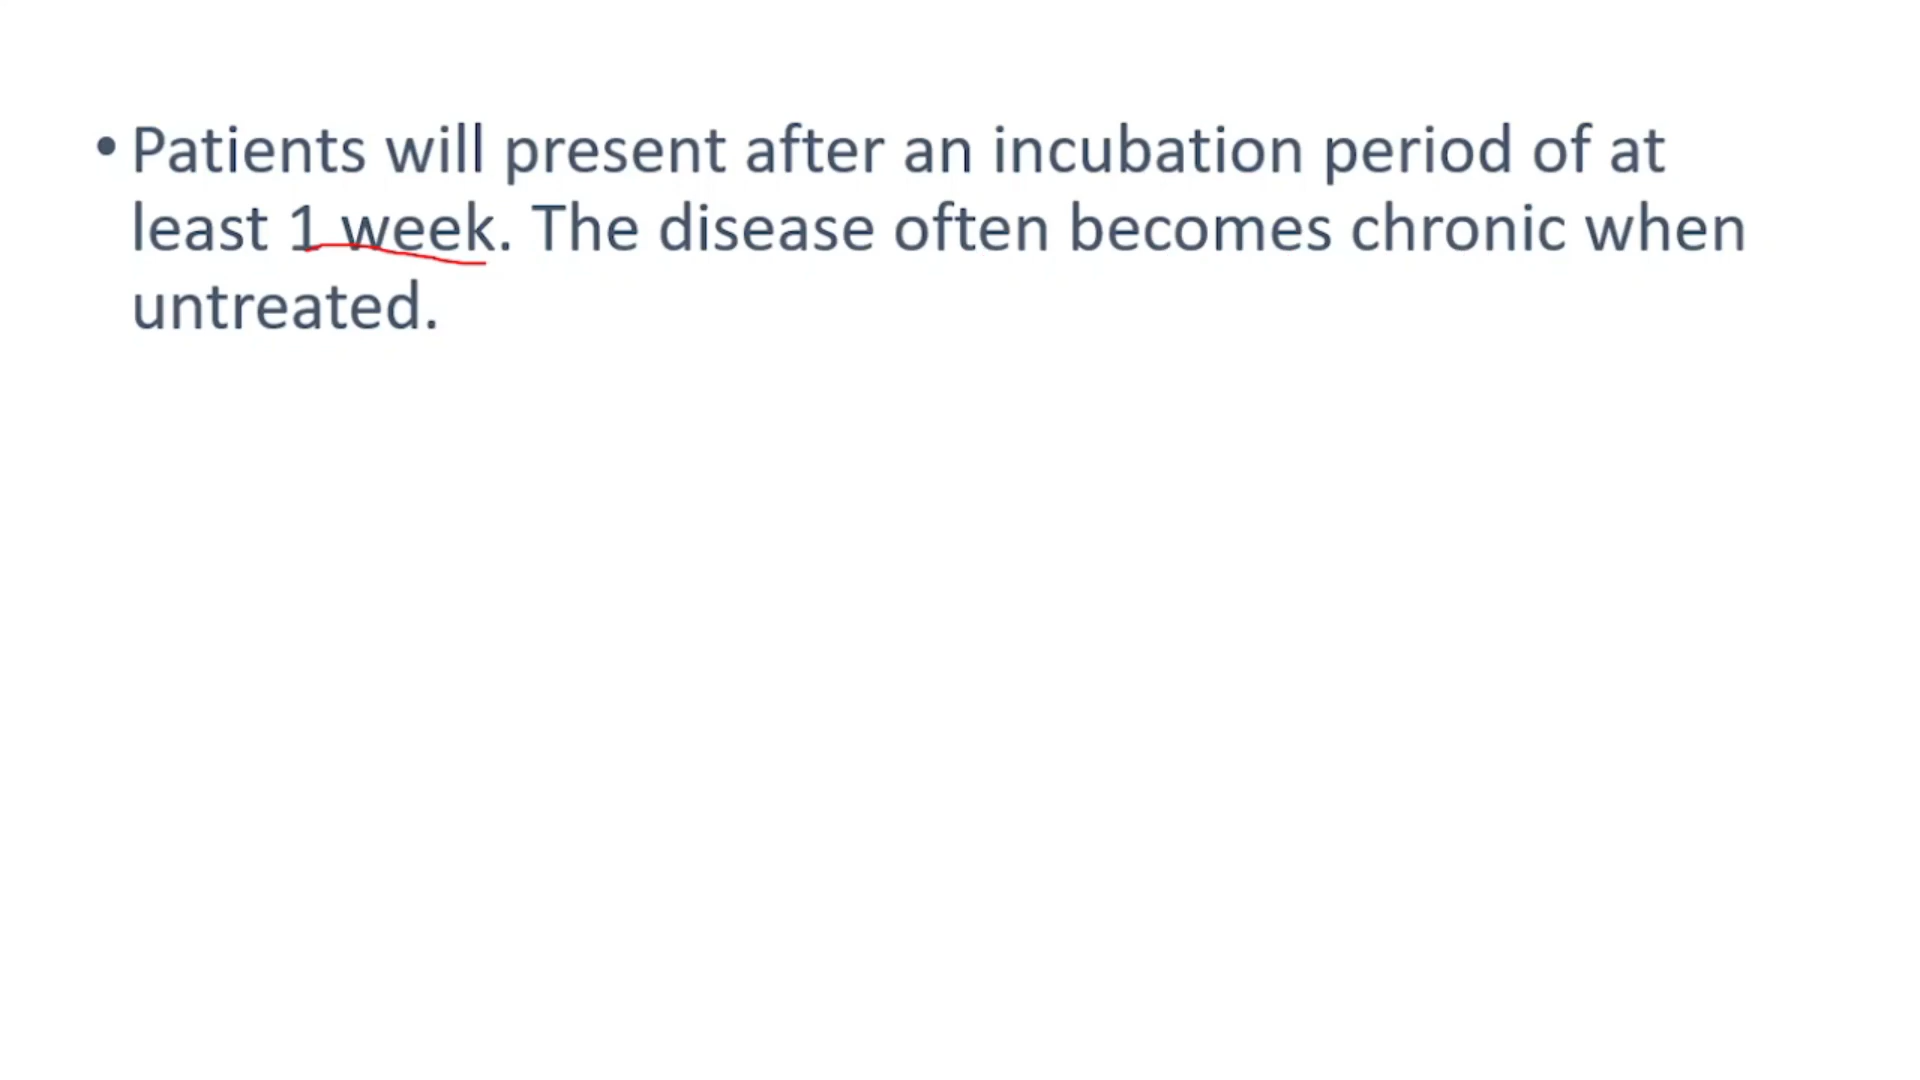 • Patients will present after an incubation period of at
least 1 week. The disease often becomes chronic when
untreated.